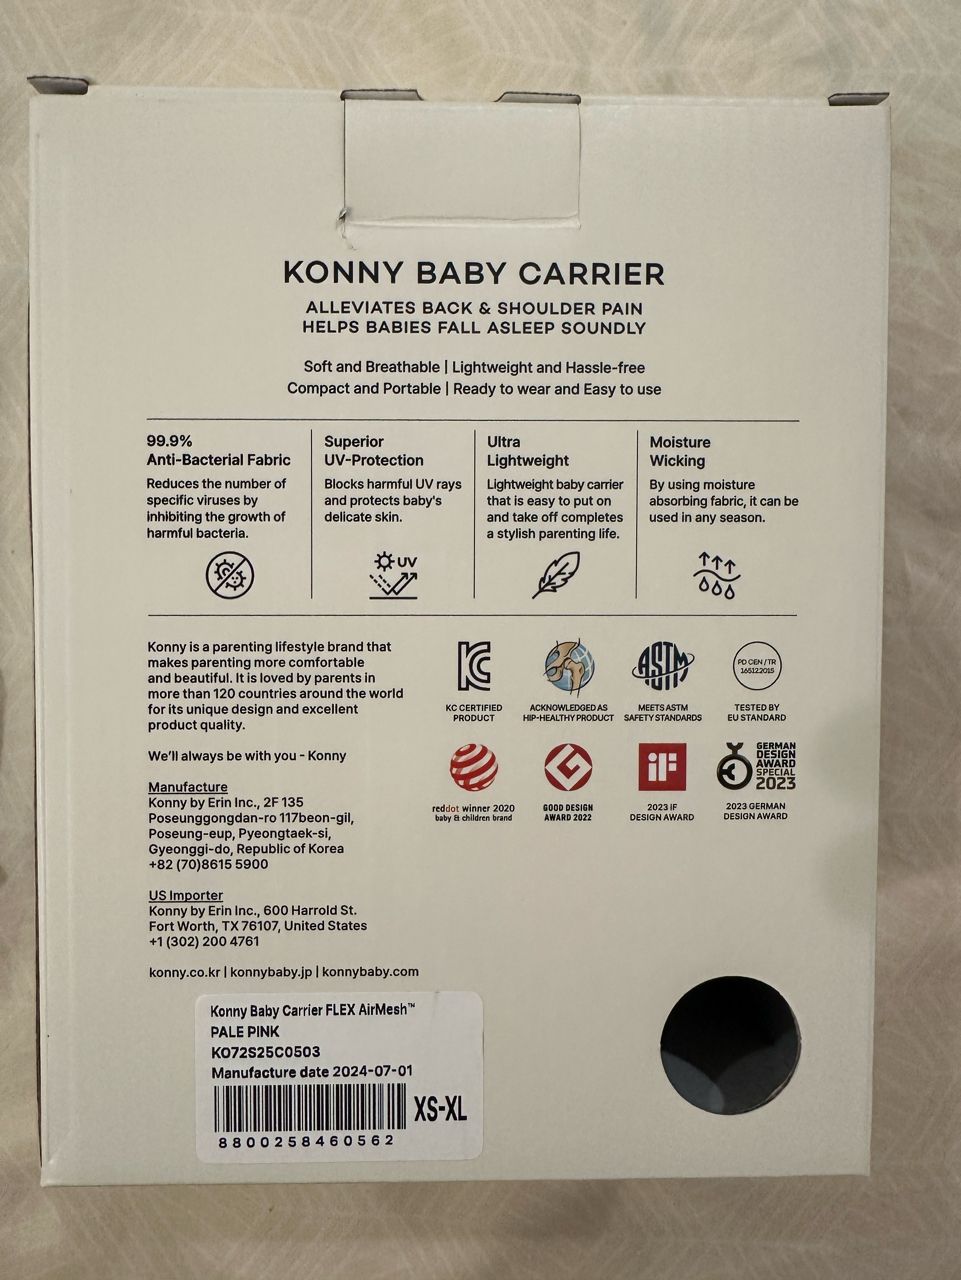 KONNY BABY CARRIER
ALLEVIATES BACK & SHOULDER PAIN
HELPS BABIES FALL ASLEEP SOUNDLY
Soft and Breathable | Lightweight and Hassle-free
Compact and Portable | Ready to wear and Easy to use
99.9%
Anti-Bacterial Fabric
Reduces the number of
specific viruses by
inhibiting the growth of
harmful bacteria.
Superior
UV-Protection
Blocks harmful UV rays
and protects baby's
delicate skin.
UV
Ultra
Lightweight
Lightweight baby carrier
that is easy to put on
and take off completes
a stylish parenting life.
Moisture
Wicking
By using moisture
absorbing fabric, it can be
used in any season.
Konny is a parenting lifestyle brand that
makes parenting more comfortable
and beautiful. It is loved by parents in
more than 120 countries around the world
for its unique design and excellent
product quality.
We'll always be with you - Konny
Manufacture
Konny by Erin Inc., 2F 135
Poseunggongdan-ro 117beon-gil,
Poseung-eup, Pyeongtaek-si,
Gyeonggi-do, Republic of Korea
+82 (70)8615 5900
US Importer
Konny by Erin Inc., 600 Harrold St.
Fort Worth, TX 76107, United States
+1 (302) 200 4761
konny.co.kr | konnybaby.jp | konnybaby.com
KC
KC CERTIFIED
PRODUCT
ACKNOWLEDGED AS
HIP-HEALTHY PRODUCT
ASTM
MEETS ASTM
SAFETY STANDARDS
PD CEN / TR
16512:2015
TESTED BY
EU STANDARD
reddot winner 2020
baby & children brand
G
GOOD DESIGN
AWARD 2022
iF
2023 IF
DESIGN AWARD
GERMAN
DESIGN
AWARD
SPECIAL
2023
2023 GERMAN
DESIGN AWARD
Konny Baby Carrier FLEX AirMesh™
PALE PINK
KO72S25C0503
Manufacture date 2024-07-01
XS-XL
8800258460562